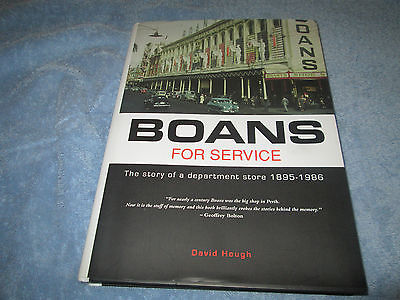 BOANS
BOANS
FOR SERVICE
The story of a department store 1895-1986
"For nearly a century Boans was the big shop in Perth.
Now it is the stuff of memory and this book brilliantly evokes the stories behind the memory."
- Geoffrey Bolton
David Hough